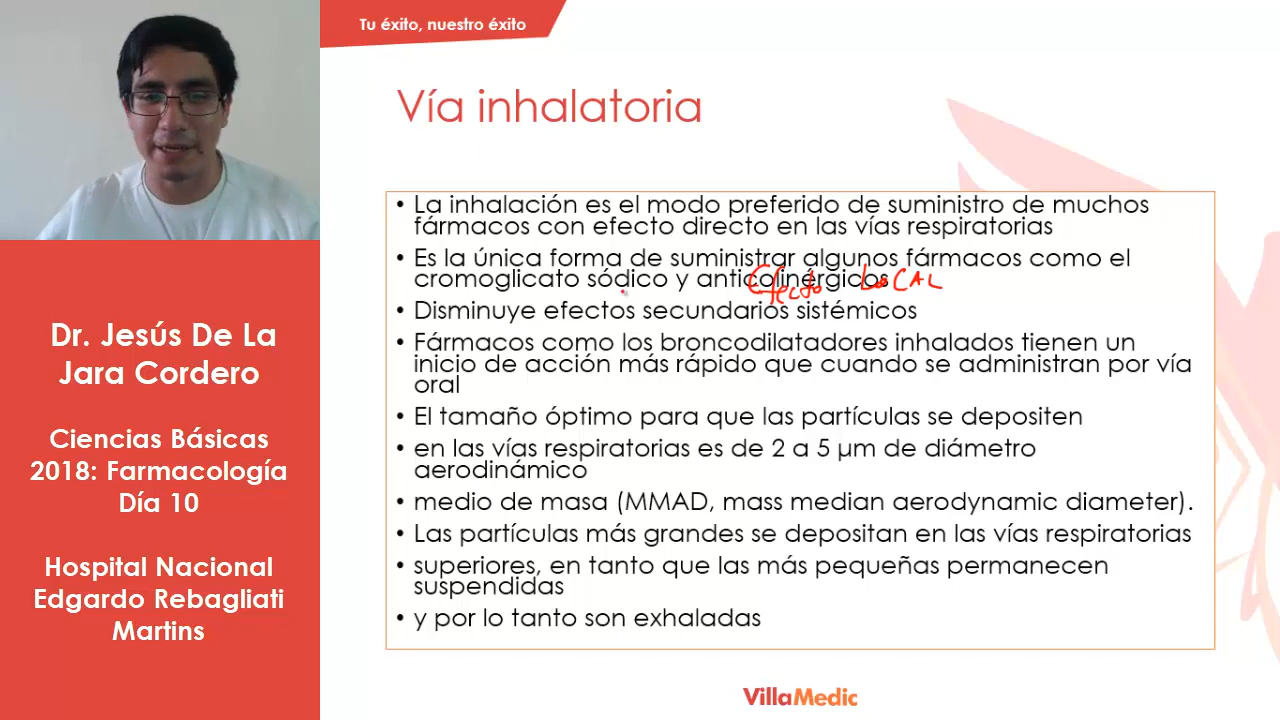 Tu éxito, nuestro éxito
Vía inhalatoria
• La inhalación es el modo preferido de suministro de muchos
fármacos con efecto directo en las vías respiratorias
• Es la única forma de suministrar algunos fármacos como el
cromoglicato sódico y anticolinérgicos
Efecto LoCAL
• Disminuye efectos secundarios sistémicos
• Fármacos como los broncodilatadores inhalados tienen un
inicio de acción más rápido que cuando se administran por vía
oral
• El tamaño óptimo para que las partículas se depositen
• en las vías respiratorias es de 2 a 5 μm de diámetro
aerodinámico
• medio de masa (MMAD, mass median aerodynamic diameter).
• Las partículas más grandes se depositan en las vías respiratorias
• superiores, en tanto que las más pequeñas permanecen
suspendidas
• y por lo tanto son exhaladas
Dr. Jesús De La
Jara Cordero
Ciencias Básicas
2018: Farmacología
Día 10
Hospital Nacional
Edgardo Rebagliati
Martins
VillaMedic